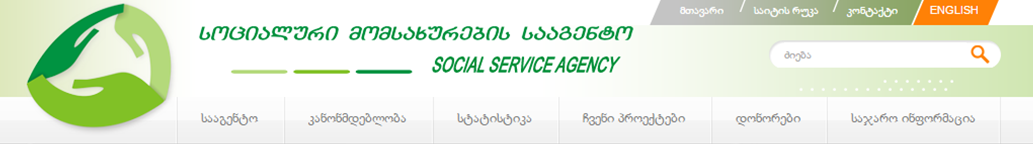 მთავარი / საიტის რუკა / კონტაქტი ENGLISH
სოციალური მომსახურების სააგენტო
ძიება
SOCIAL SERVICE AGENCY
სააგენტო კანონმდებლობა სტატისტიკა ჩვენი პროექტები დონორები საჯარო ინფორმაცია